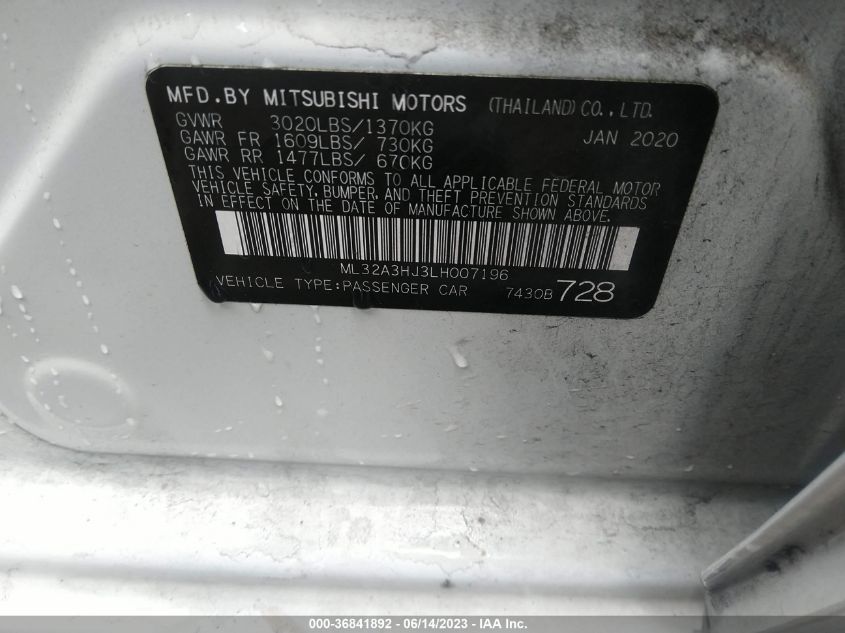 MFD.BY MITSUBISHI MOTORS (THAILAND) CO., LTD.
GVWR 3020LBS/1370KG JAN 2020
GAWR FR 1609LBS/ 730KG
GAWR RR 1477LBS/ 670KG
THIS VEHICLE CONFORMS TO ALL APPLICABLE FEDERAL MOTOR
VEHICLE SAFETY, BUMPER, AND THEFT PREVENTION STANDARDS
IN EFFECT ON THE DATE OF MANUFACTURE SHOWN ABOVE.
ML32A3HJ3LH007196
VEHICLE TYPE:PASSENGER CAR 7430B 728
000-36841892 - 06/14/2023 - IAA Inc.